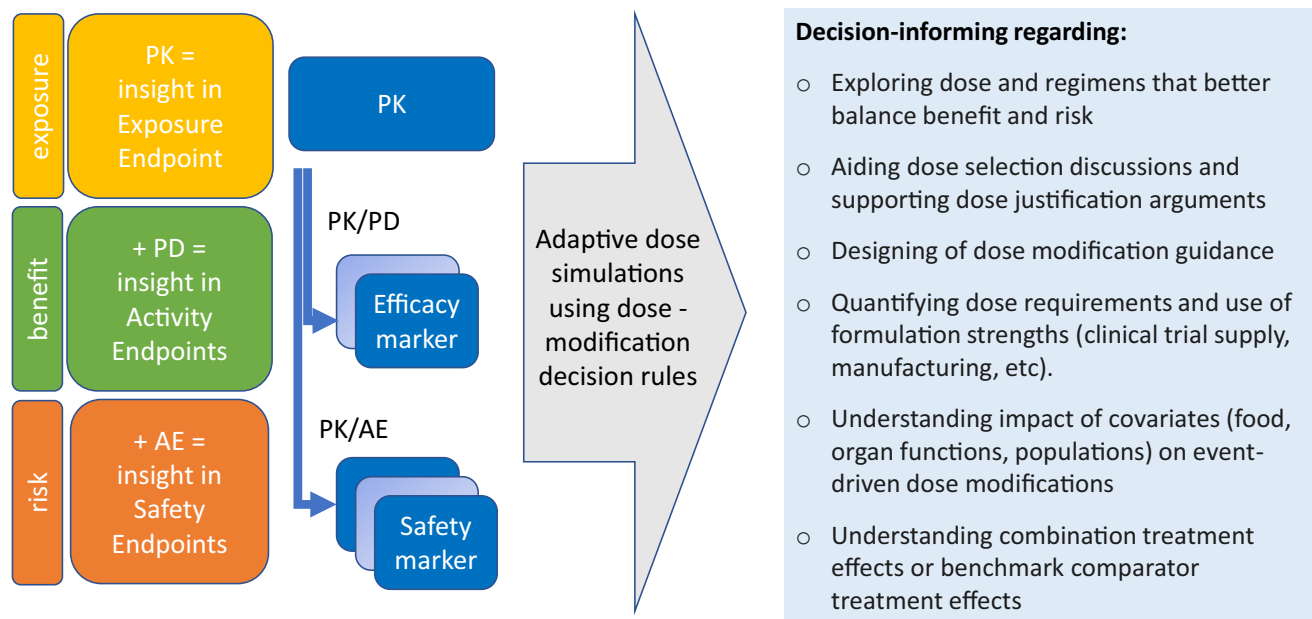 exposure
PK =
insight in
Exposure
Endpoint
benefit
+ PD =
insight in
Activity
Endpoints
risk
+ AE =
insight in
Safety
Endpoints
PK
PK/PD
Efficacy
marker
PK/AE
Safety
marker
Adaptive dose
simulations
using dose -
modification
decision rules
Decision-informing regarding:
o Exploring dose and regimens that better
balance benefit and risk
o Aiding dose selection discussions and
supporting dose justification arguments
o Designing of dose modification guidance
o Quantifying dose requirements and use of
formulation strengths (clinical trial supply,
manufacturing, etc).
o Understanding impact of covariates (food,
organ functions, populations) on event-
driven dose modifications
o Understanding combination treatment
effects or benchmark comparator
treatment effects